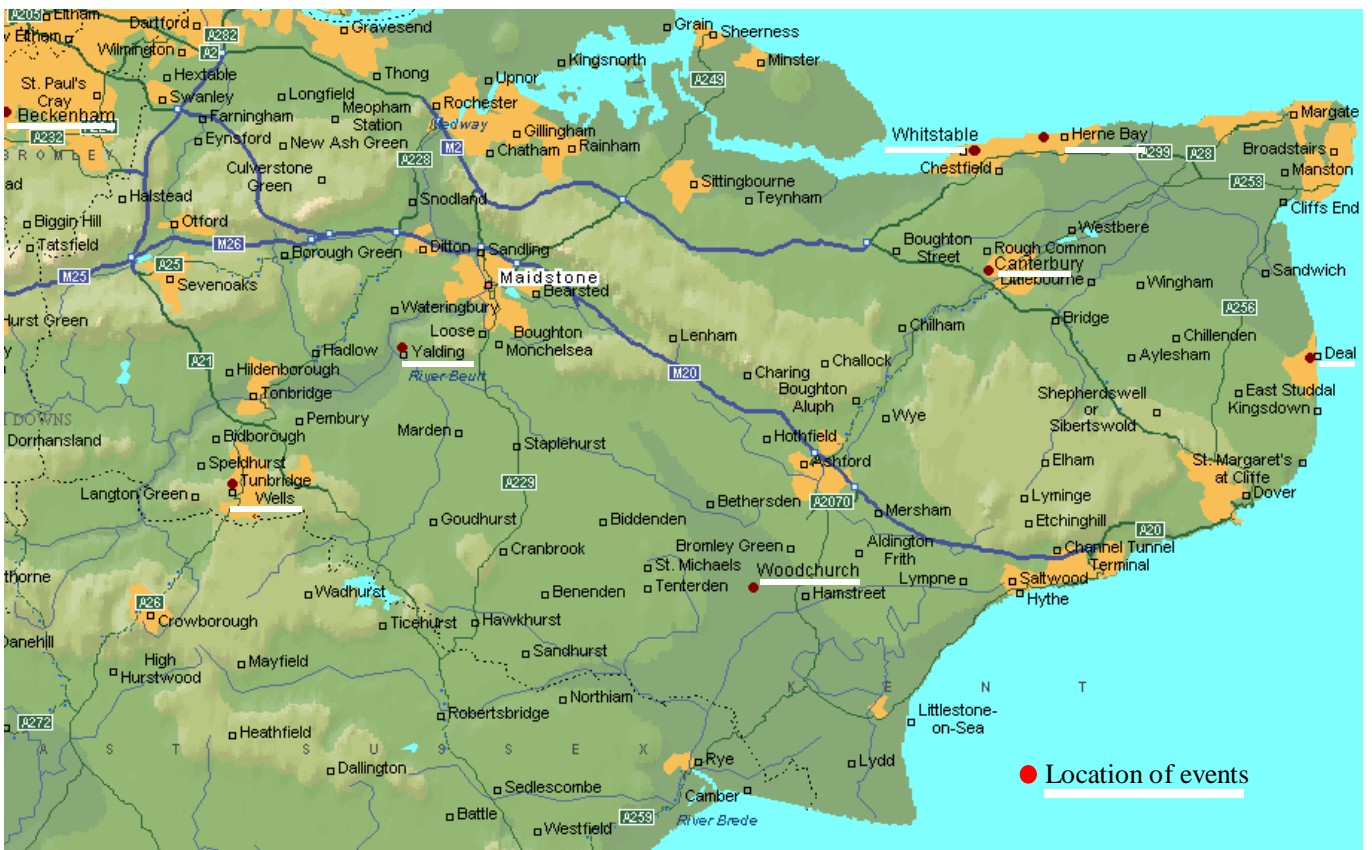 A205
Eltham
Dartford
A282
Gravesend
Grain
Sheerness
Eltham
Wilmington
A2
Kingsnorth
Minster
Hextable
Thong
Upnor
A249
St. Paul's
Cray
Swanley
Longfield
Meopham
Station
Rochester
Margate
Beckenham
Farningham
Medway
Gillingham
Whitstable
Herne Bay
A232
A224
Eynsford
New Ash Green
M2
Chatham
Rainham
A299
A28
Broadstairs
BROMLEY
A228
Chestfield
Manston
Culverstone
Green
Sittingbourne
A253
Halstead
Snodland
Teynham
Cliffs End
Biggin Hill
Otford
Westbere
Tatsfield
M26
Borough Green
Ditton
Sandling
Boughton
Street
Rough Common
M25
A25
Maidstone
Canterbury
Sandwich
Sevenoaks
Bearsted
Littlebourne
Wingham
Hurst Green
Wateringbury
A256
Loose
Boughton
Monchelsea
Lenham
Chilham
Bridge
Chillenden
A21
Hadlow
Yalding
Aylesham
Deal
Hildenborough
River Beult
M20
Charing
Challock
Tonbridge
Boughton
Aluph
Shepherdswell
or
Sibertswold
East Studdal
Kingsdown
T DOWNS
Pembury
Wye
Dormansland
Bidborough
Marden
Staplehurst
Hothfield
Speldhurst
Ashford
Elham
St. Margaret's
at Cliffe
Tunbridge
Wells
A229
Langton Green
Bethersden
A2070
Lyminge
Dover
Goudhurst
Biddenden
Mersham
Etchinghill
A20
Cranbrook
Bromley Green
Aldington
Frith
Channel Tunnel
Terminal
thorne
St. Michaels
Woodchurch
Lympne
Saltwood
A26
Wadhurst
Benenden
Tenterden
Hamstreet
Hythe
Crowborough
Ticehurst
Hawkhurst
Danehill
High
Hurstwood
Mayfield
Sandhurst
K E N T
Northiam
A272
Robertsbridge
Littlestone-
on-Sea
Heathfield
A S T S U S S E X
Dallington
Rye
Lydd
Location of events
Sedlescombe
Camber
Battle
A259
River Brede
Westfield